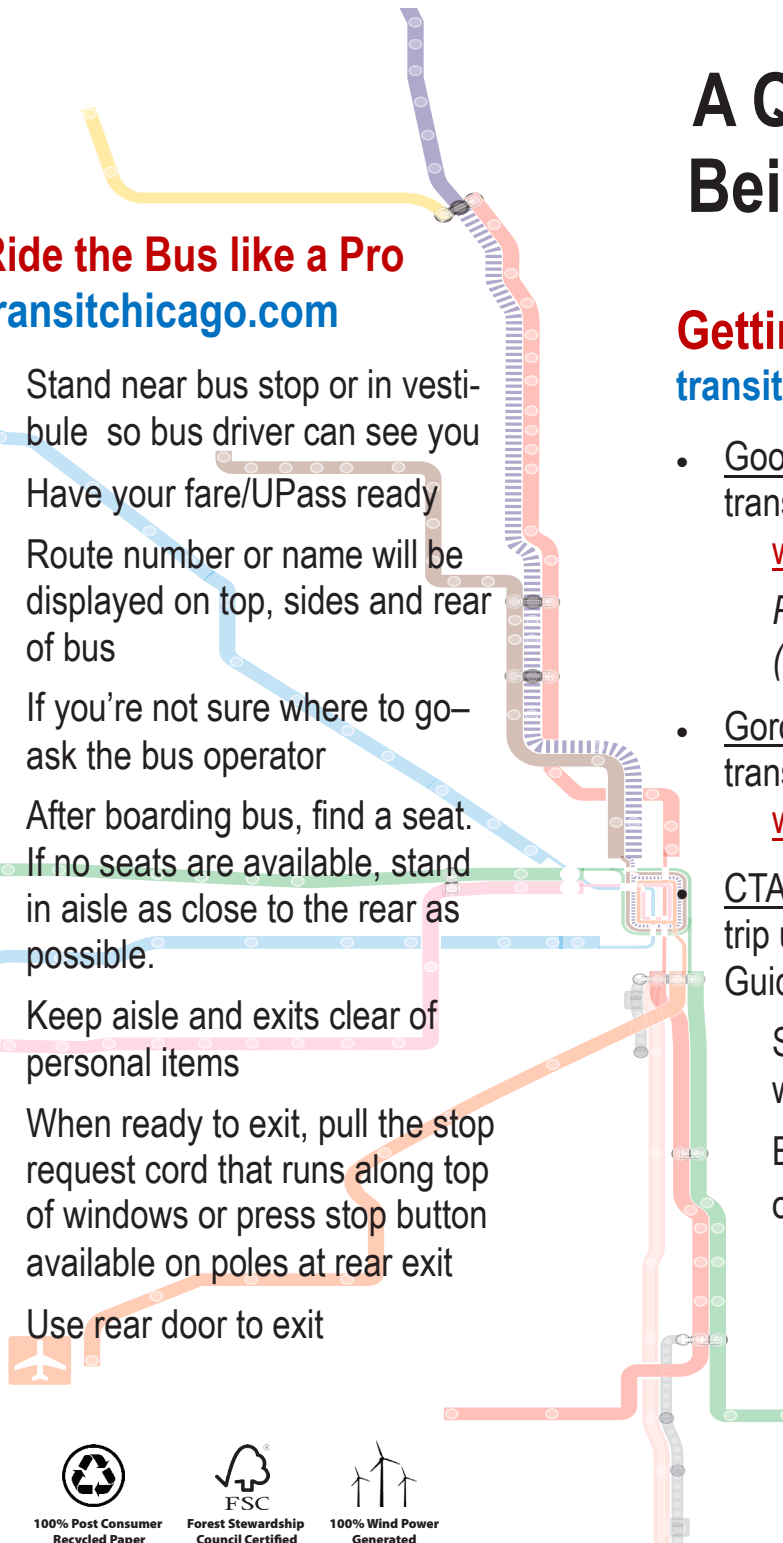 Ride the Bus like a Pro
ransitchicago.com
Stand near bus stop or in vesti-
bule so bus driver can see you
Have your fare/UPass ready
Route number or name will be
displayed on top, sides and rear
of bus
If you're not sure where to go–
ask the bus operator
After boarding bus, find a seat.
If no seats are available, stand
in aisle as close to the rear as
possible.
Keep aisle and exits clear of
personal items
When ready to exit, pull the stop
request cord that runs along top
of windows or press stop button
available on poles at rear exit
Use rear door to exit
100% Post Consumer
Recycled Paper
FSC®
Forest Stewardship
Council Certified
100% Wind Power
Generated
A Q
Bei
Getti
transit
• Goo
trans
w
(
• Gor
trans
w
CTA
trip u
Guid
S
w
E
c